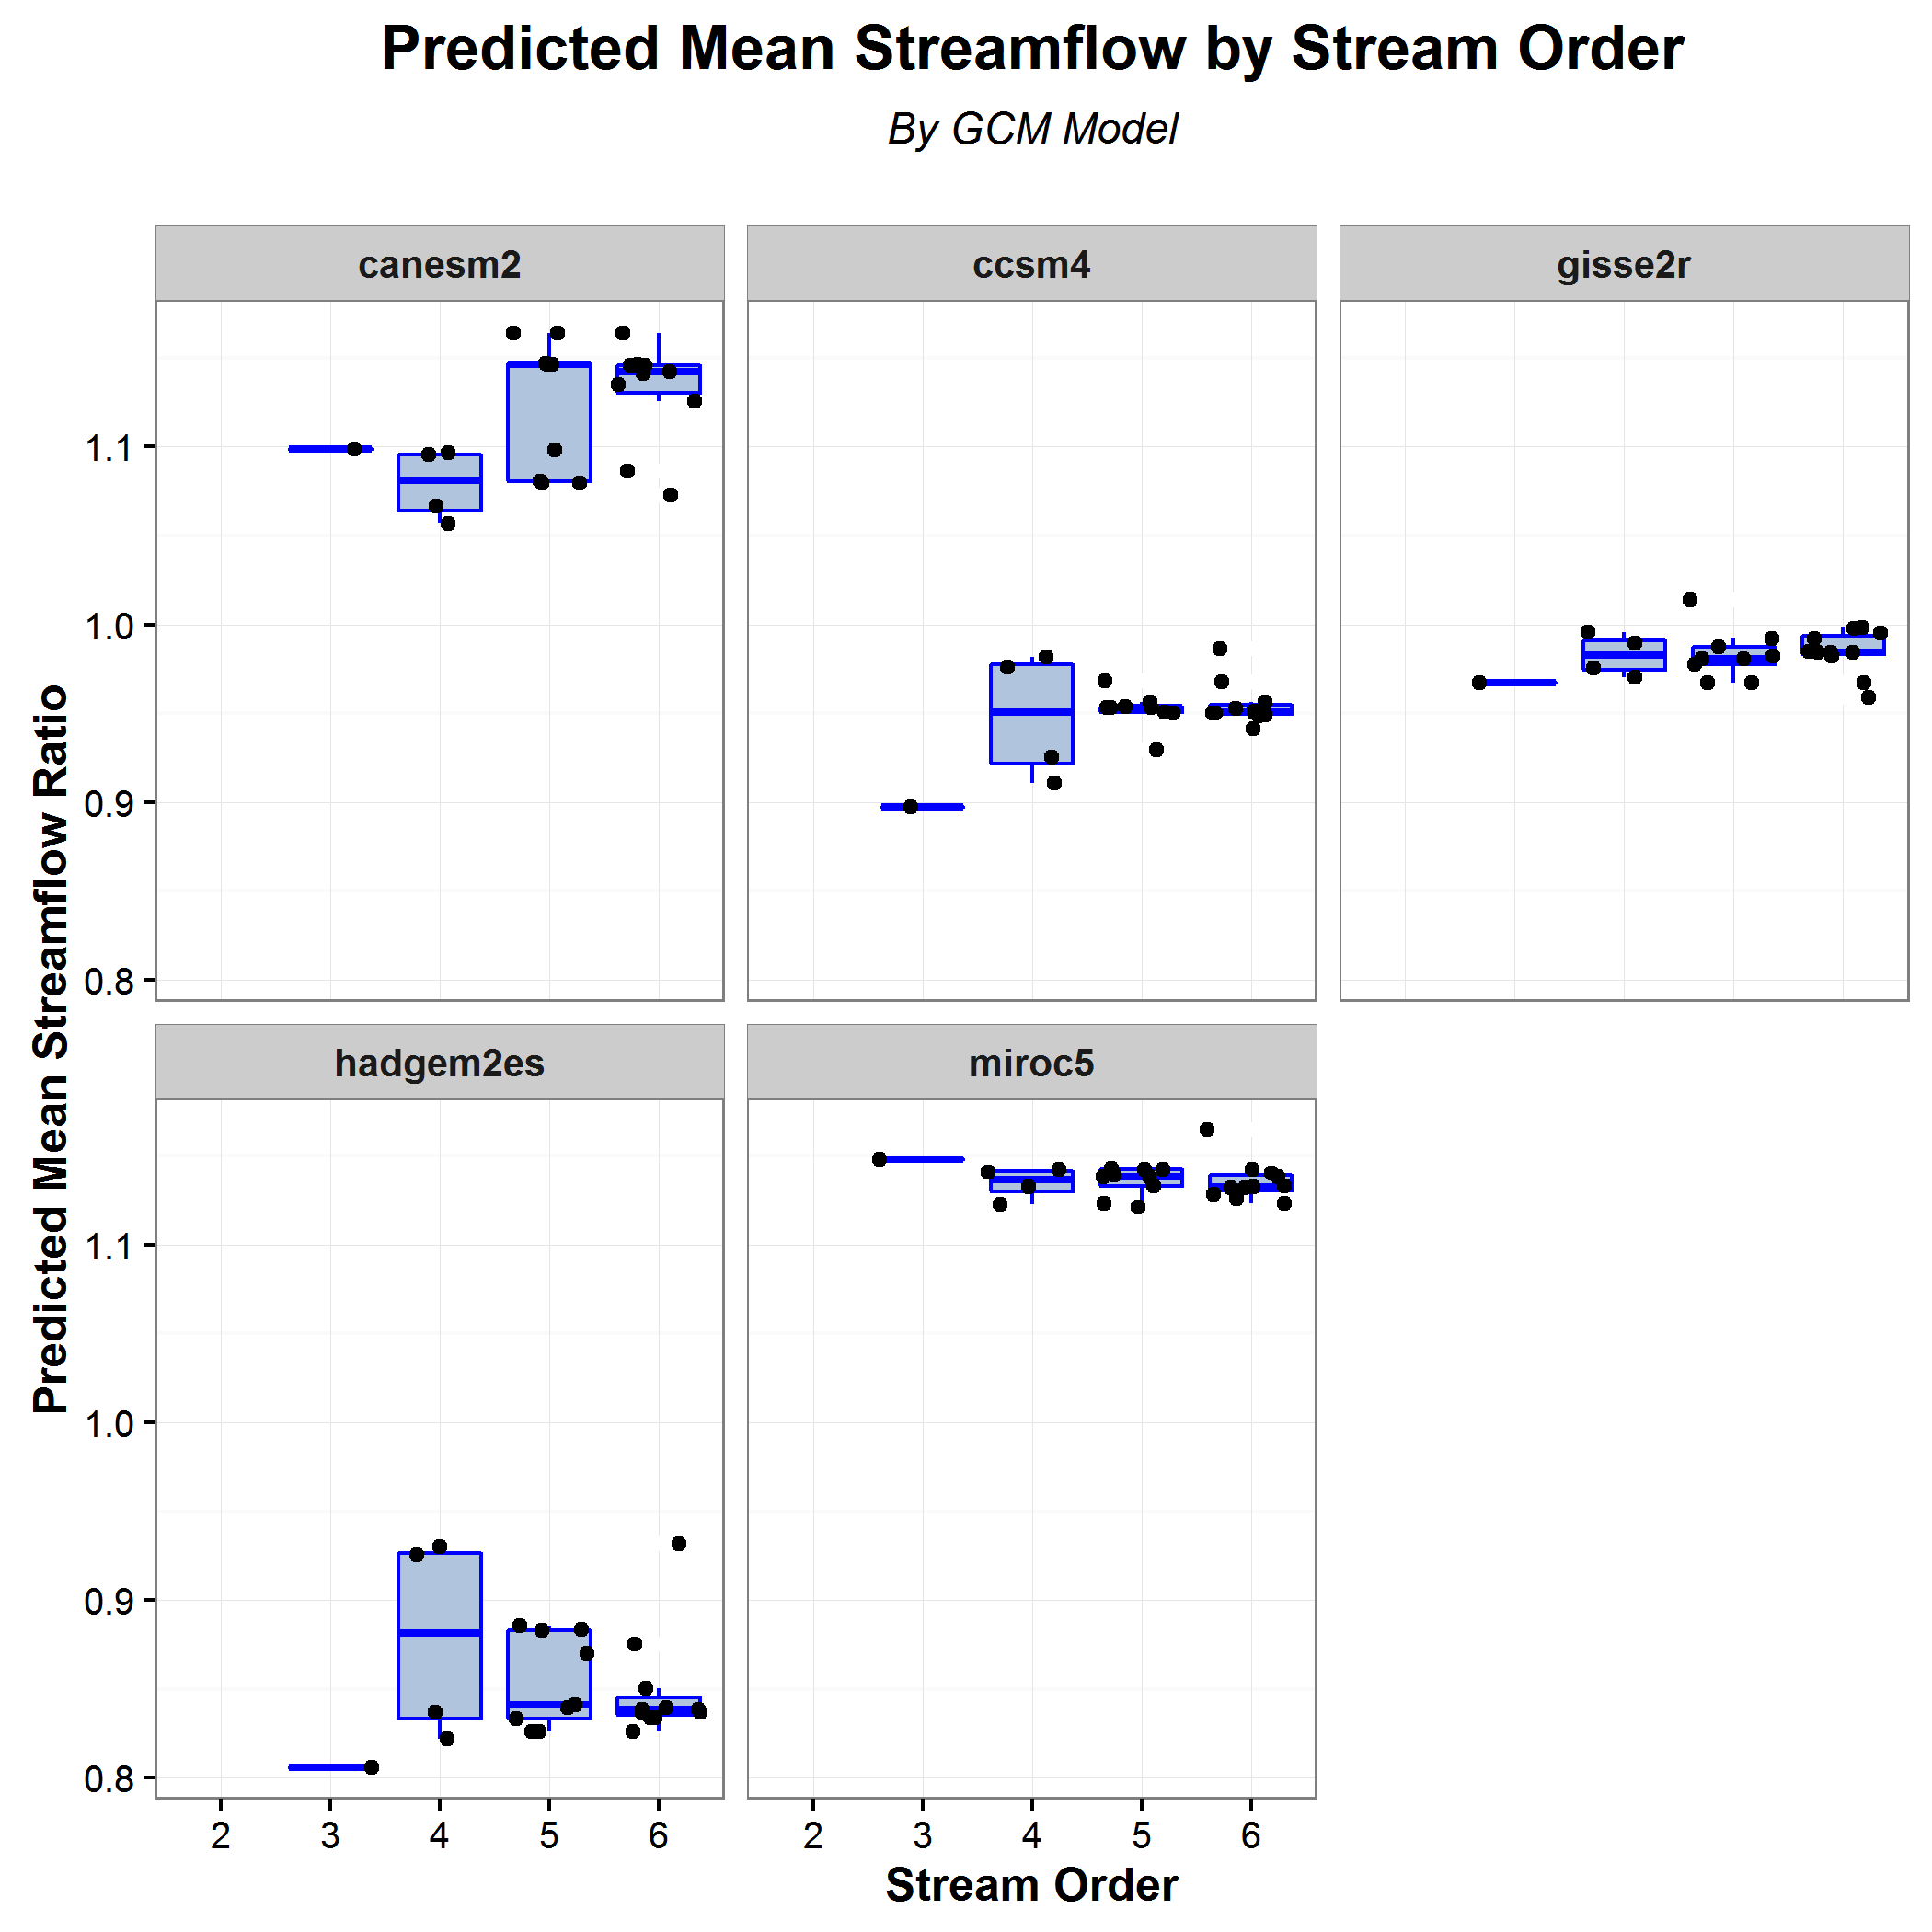 Predicted Mean Streamflow by Stream Order
By GCM Model
canesm2
ccsm4
gisse2r
1.1
1.0
0.9
0.8
Predicted Mean Streamflow Ratio
hadgem2es
miroc5
1.1
1.0
0.9
0.8
2 3 4 5 6
2 3 4 5 6
Stream Order